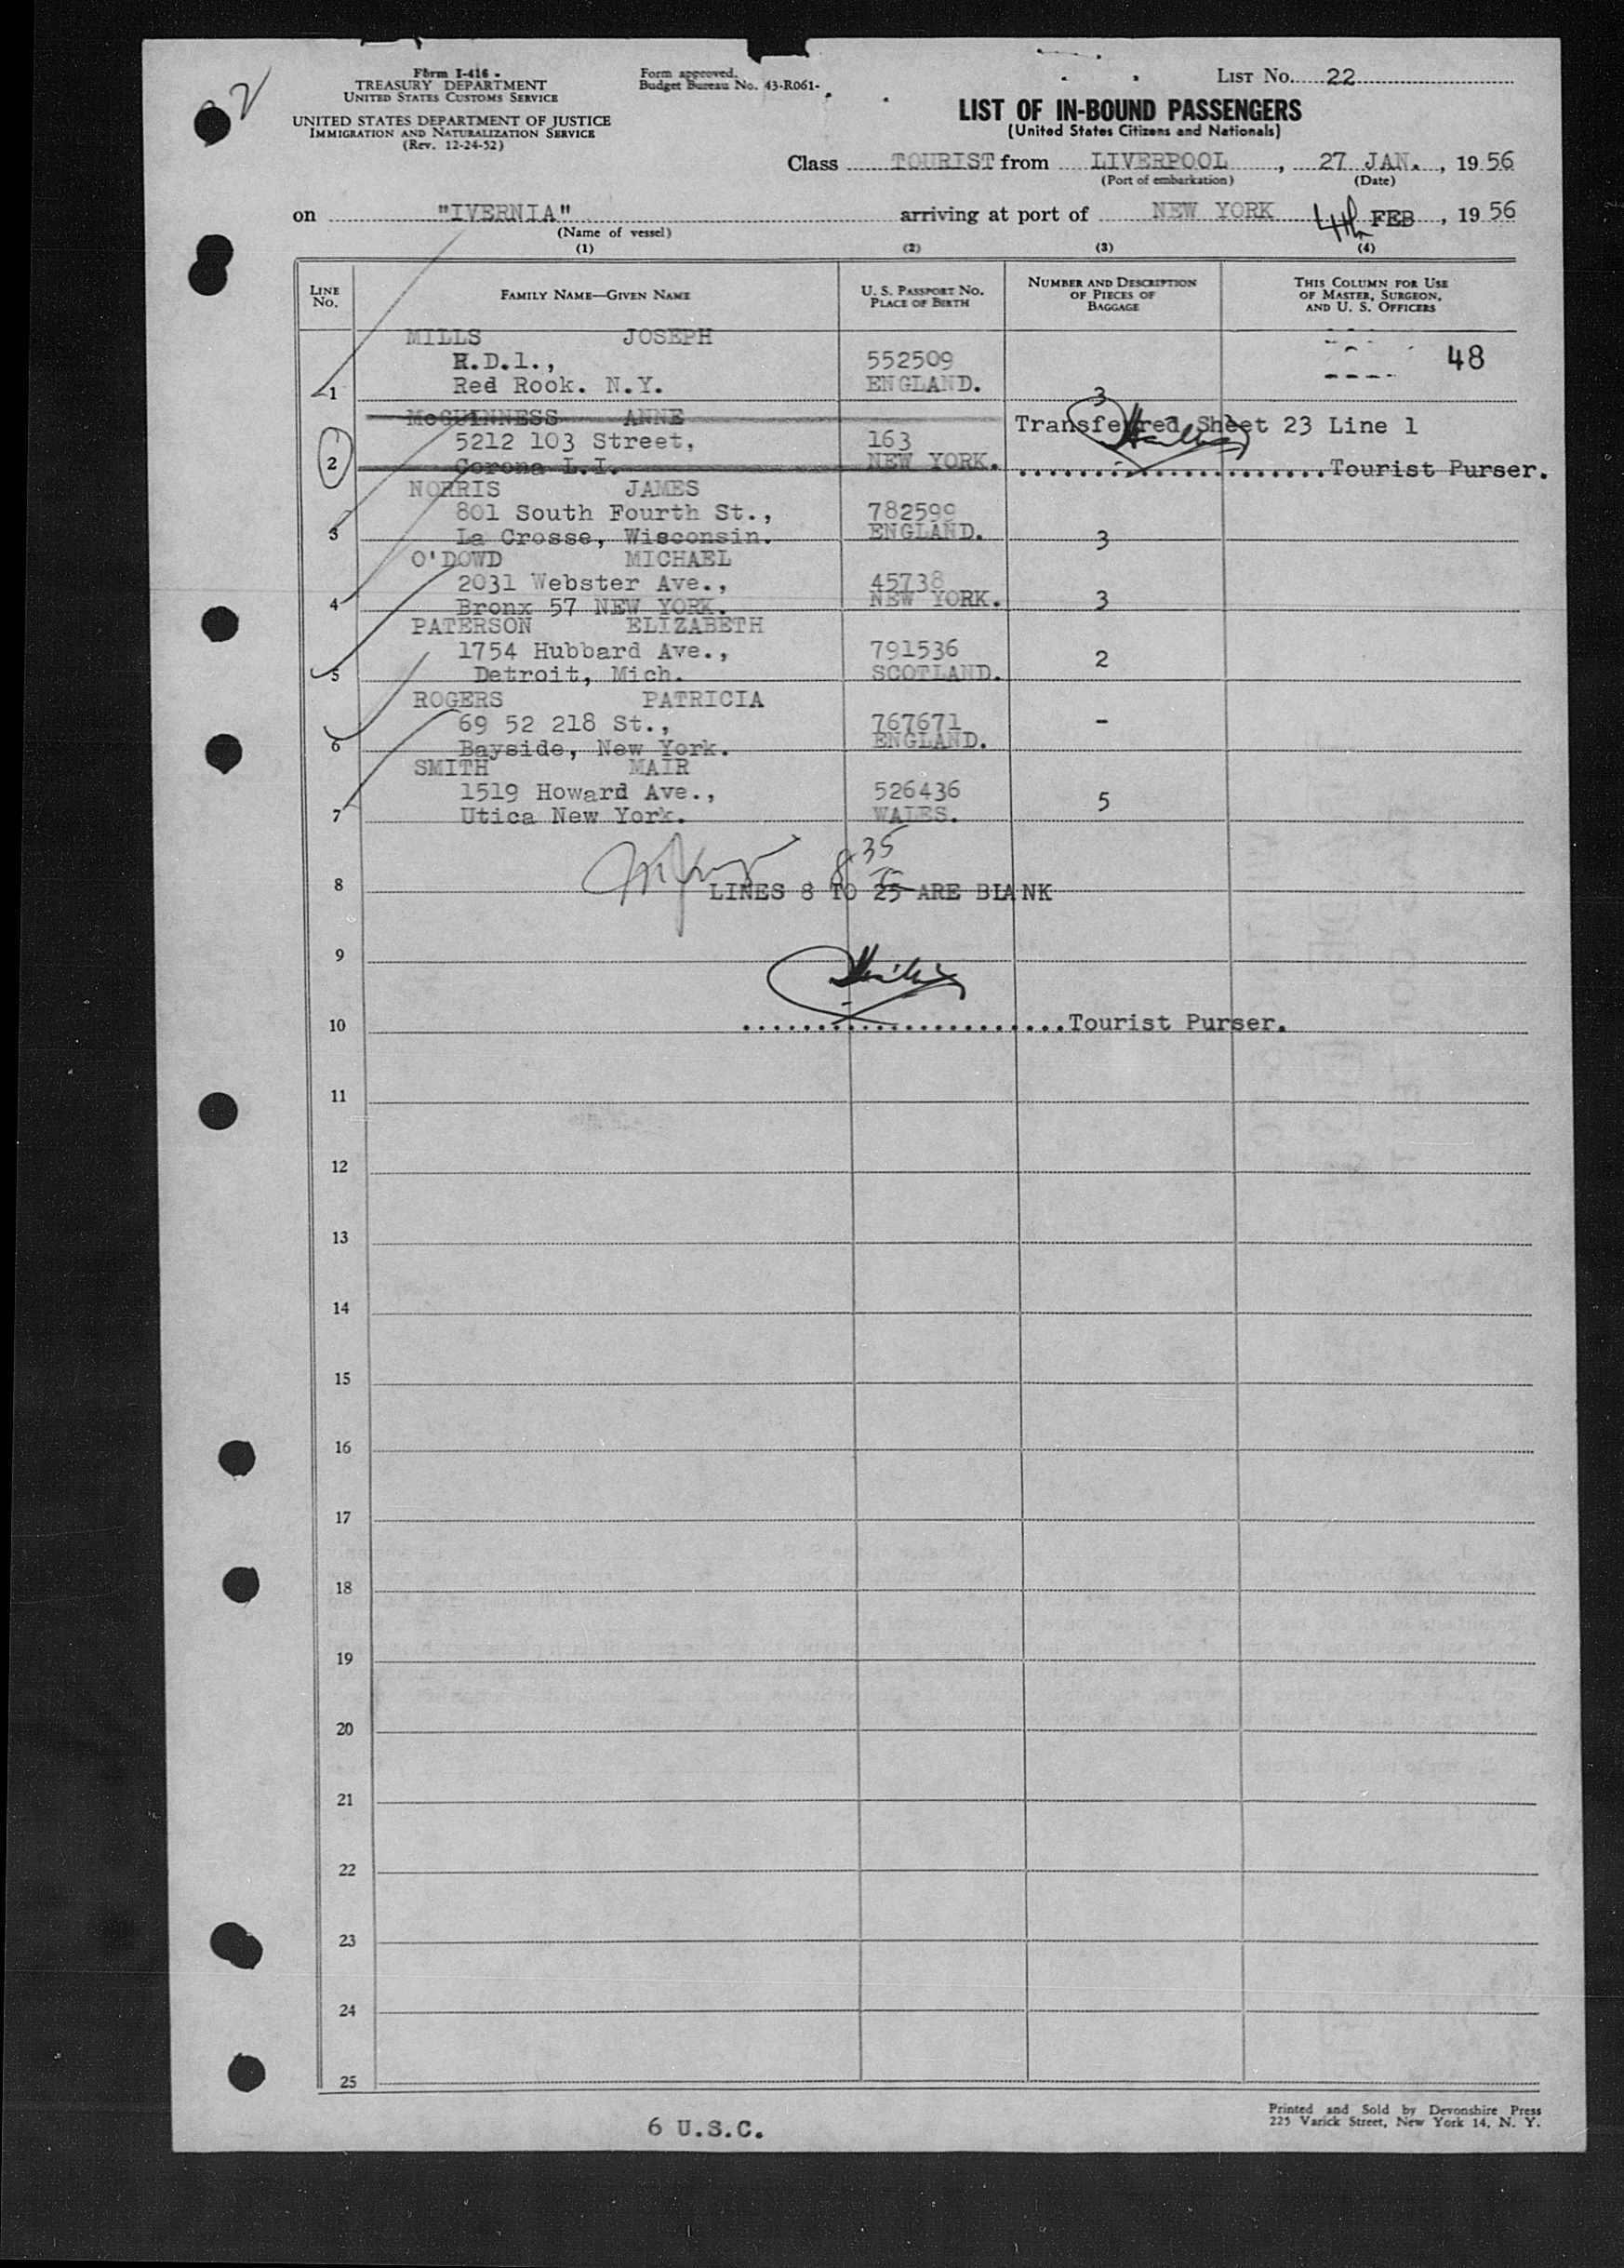 2
Form I-416
TREASURY DEPARTMENT
UNITED STATES CUSTOMS SERVICE
UNITED STATES DEPARTMENT OF JUSTICE
IMMIGRATION AND NATURALIZATION SERVICE
(Rev. 12-24-52)
Form approved.
Budget Bureau No. 43-R061-
LIST No. 22
LIST OF IN-BOUND PASSENGERS
(United States Citizens and Nationals)
Class TOURIST from LIVERPOOL, 27 JAN., 1956
(Port of embarkation) (Date)
on "IVERNIA" arriving at port of NEW YORK 4th FEB, 1956
(Name of vessel)
(1) (2) (3) (4)
LINE No.
FAMILY NAME—GIVEN NAME
U. S. PASSPORT NO.
PLACE OF BIRTH
NUMBER AND DESCRIPTION OF PIECES OF BAGGAGE
THIS COLUMN FOR USE OF MASTER, SURGEON, AND U. S. OFFICERS
MILLS JOSEPH
R.D.1., 552509 48
1 Red Rook. N.Y. ENGLAND. 3
McGUINNESS ANNE Transferred Sheet 23 Line 1
5212 103 Street, 163
2 Corona L.I. NEW YORK. Tourist Purser.
NORRIS JAMES
801 South Fourth St., 782599
3 La Crosse, Wisconsin. ENGLAND. 3
O'DOWD MICHAEL
2031 Webster Ave., 45738
4 Bronx 57 NEW YORK. NEW YORK. 3
PATERSON ELIZABETH
1754 Hubbard Ave., 791536 2
5 Detroit, Mich. SCOTLAND.
ROGERS PATRICIA
69 52 218 St., 767671 -
6 Bayside, New York. ENGLAND.
SMITH MAIR
1519 Howard Ave., 526436 5
7 Utica New York. WALES.
8 35
8 LINES 8 TO 25 ARE BLANK
9
10 Tourist Purser.
11
12
13
14
15
16
17
18
19
20
21
22
23
24
25
6 U.S.C.
Printed and Sold by Devonshire Press
225 Varick Street, New York 14, N. Y.